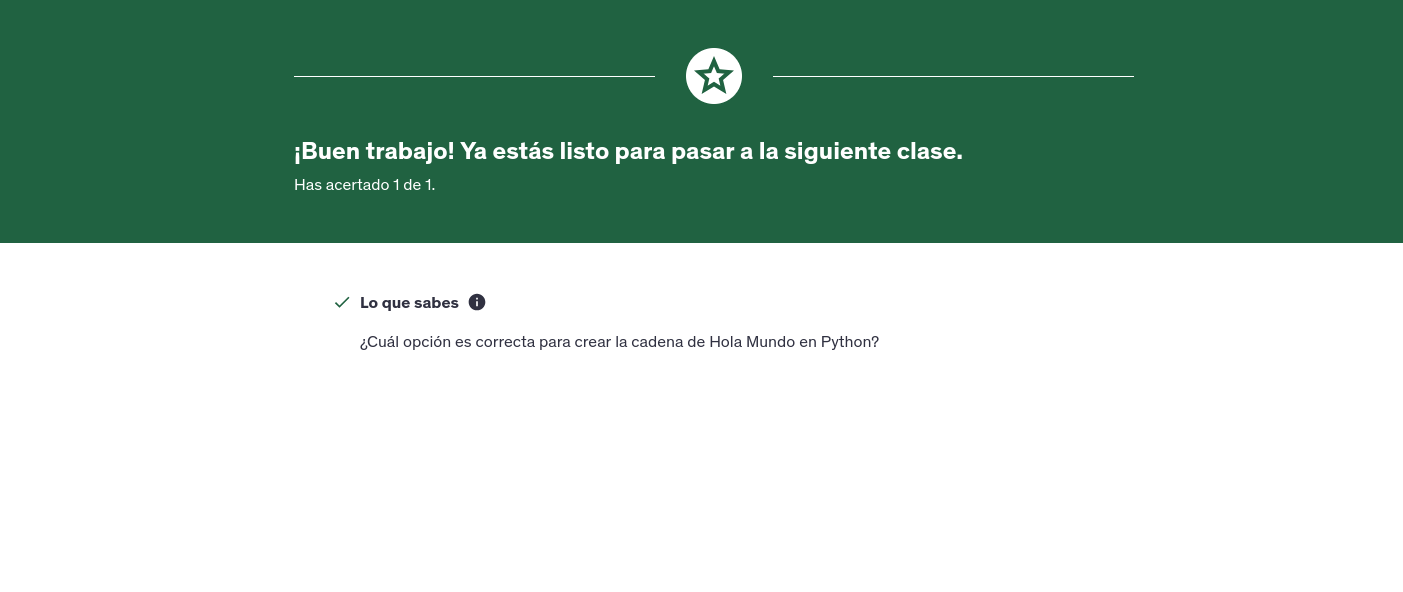 ¡Buen trabajo! Ya estás listo para pasar a la siguiente clase.
Has acertado 1 de 1.
Lo que sabes
¿Cuál opción es correcta para crear la cadena de Hola Mundo en Python?